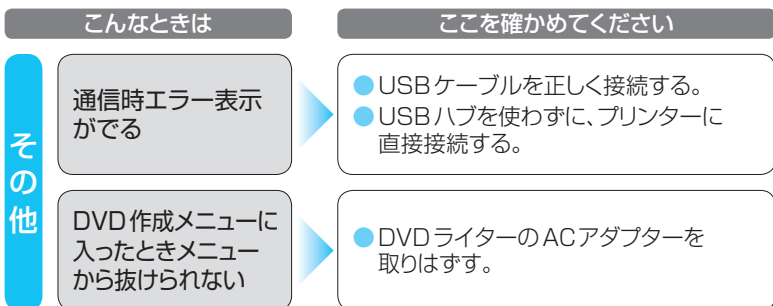 こんなときは
ここを確かめてください
その他
通信時エラー表示
がでる
●USBケーブルを正しく接続する。
●USBハブを使わずに、プリンターに
直接接続する。
DVD作成メニューに
入ったときメニュー
から抜けられない
●DVDライターのACアダプターを
取りはずす。